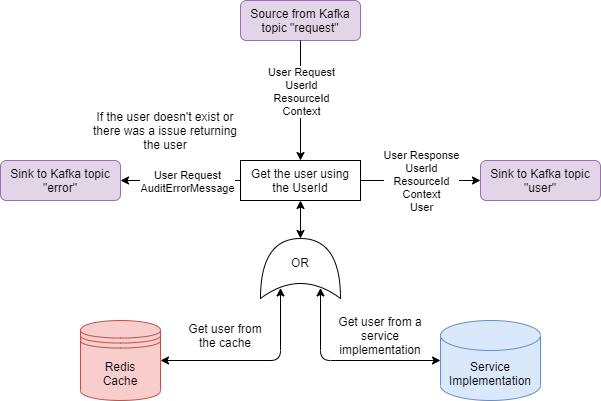 Source from Kafka
topic "request"
User Request
UserId
ResourceId
Context
If the user doesn't exist or
there was a issue returning
the user
Sink to Kafka topic
"error"
User Request
AuditErrorMessage
Get the user using
the UserId
User Response
UserId
ResourceId
Context
User
Sink to Kafka topic
"user"
OR
Get user from
the cache
Get user from a
service
implementation
Redis
Cache
Service
Implementation